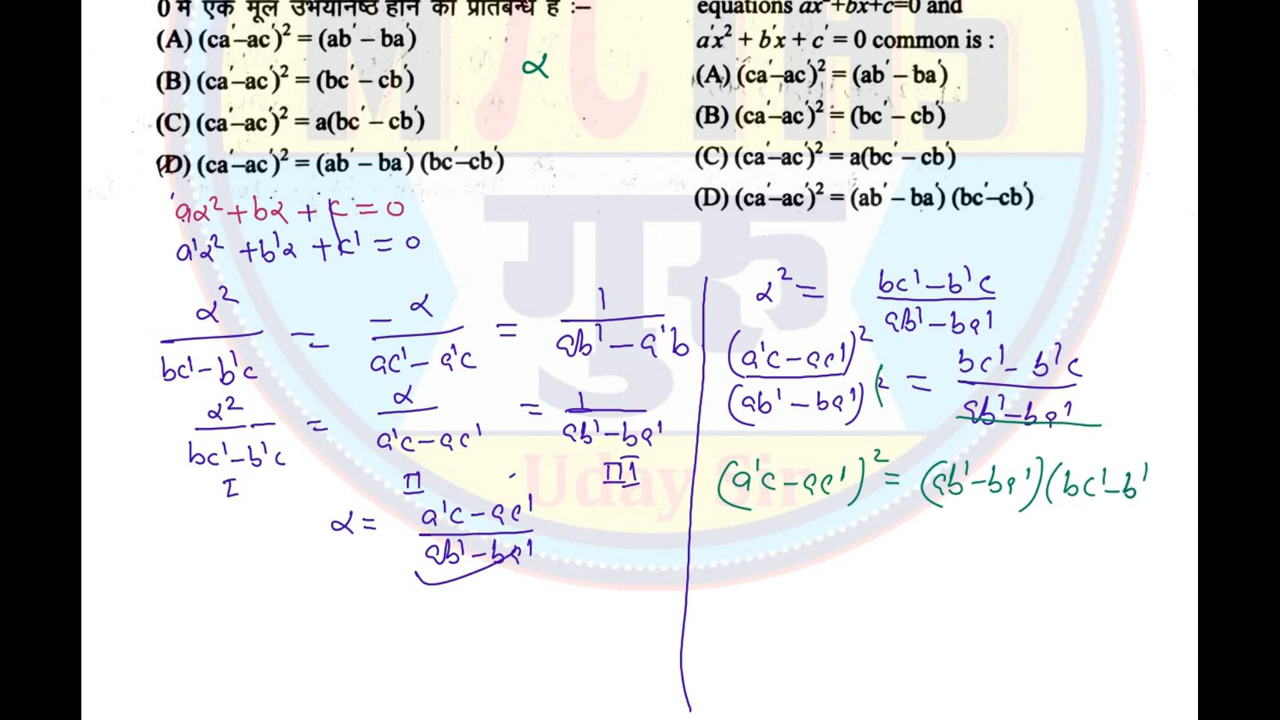 0 में एक मूल उभयनिष्ठ होने का प्रतिबन्ध है :–
(A) (ca′–ac′)² = (ab′ – ba′)
(B) (ca′–ac′)² = (bc′ – cb′)
(C) (ca′–ac′)² = a(bc′ – cb′)
(D) (ca′–ac′)² = (ab′ – ba′) (bc′–cb′)
equations ax²+bx+c=0 and
a′x² + b′x + c′ = 0 common is :
(A) (ca′–ac′)² = (ab′ – ba′)
(B) (ca′–ac′)² = (bc′ – cb′)
(C) (ca′–ac′)² = a(bc′ – cb′)
(D) (ca′–ac′)² = (ab′ – ba′) (bc′–cb′)
α
aα² + bα + c = 0
a'α² + b'α + c' = 0
α²/(bc' – b'c) = –α/(ac' – a'c) = 1/(ab' – a'b)
α²/(bc' – b'c) = α/(a'c – ac') = 1/(ab' – ba')
I II III
α = (a'c – ac')/(ab' – ba')
α² = (bc' – b'c)/(ab' – ba')
(a'c – ac')²/(ab' – ba')² = (bc' – b'c)/(ab' – ba')
(a'c – ac')² = (ab' – ba')(bc' – b'
MATHS
गुरु
Uday Sir